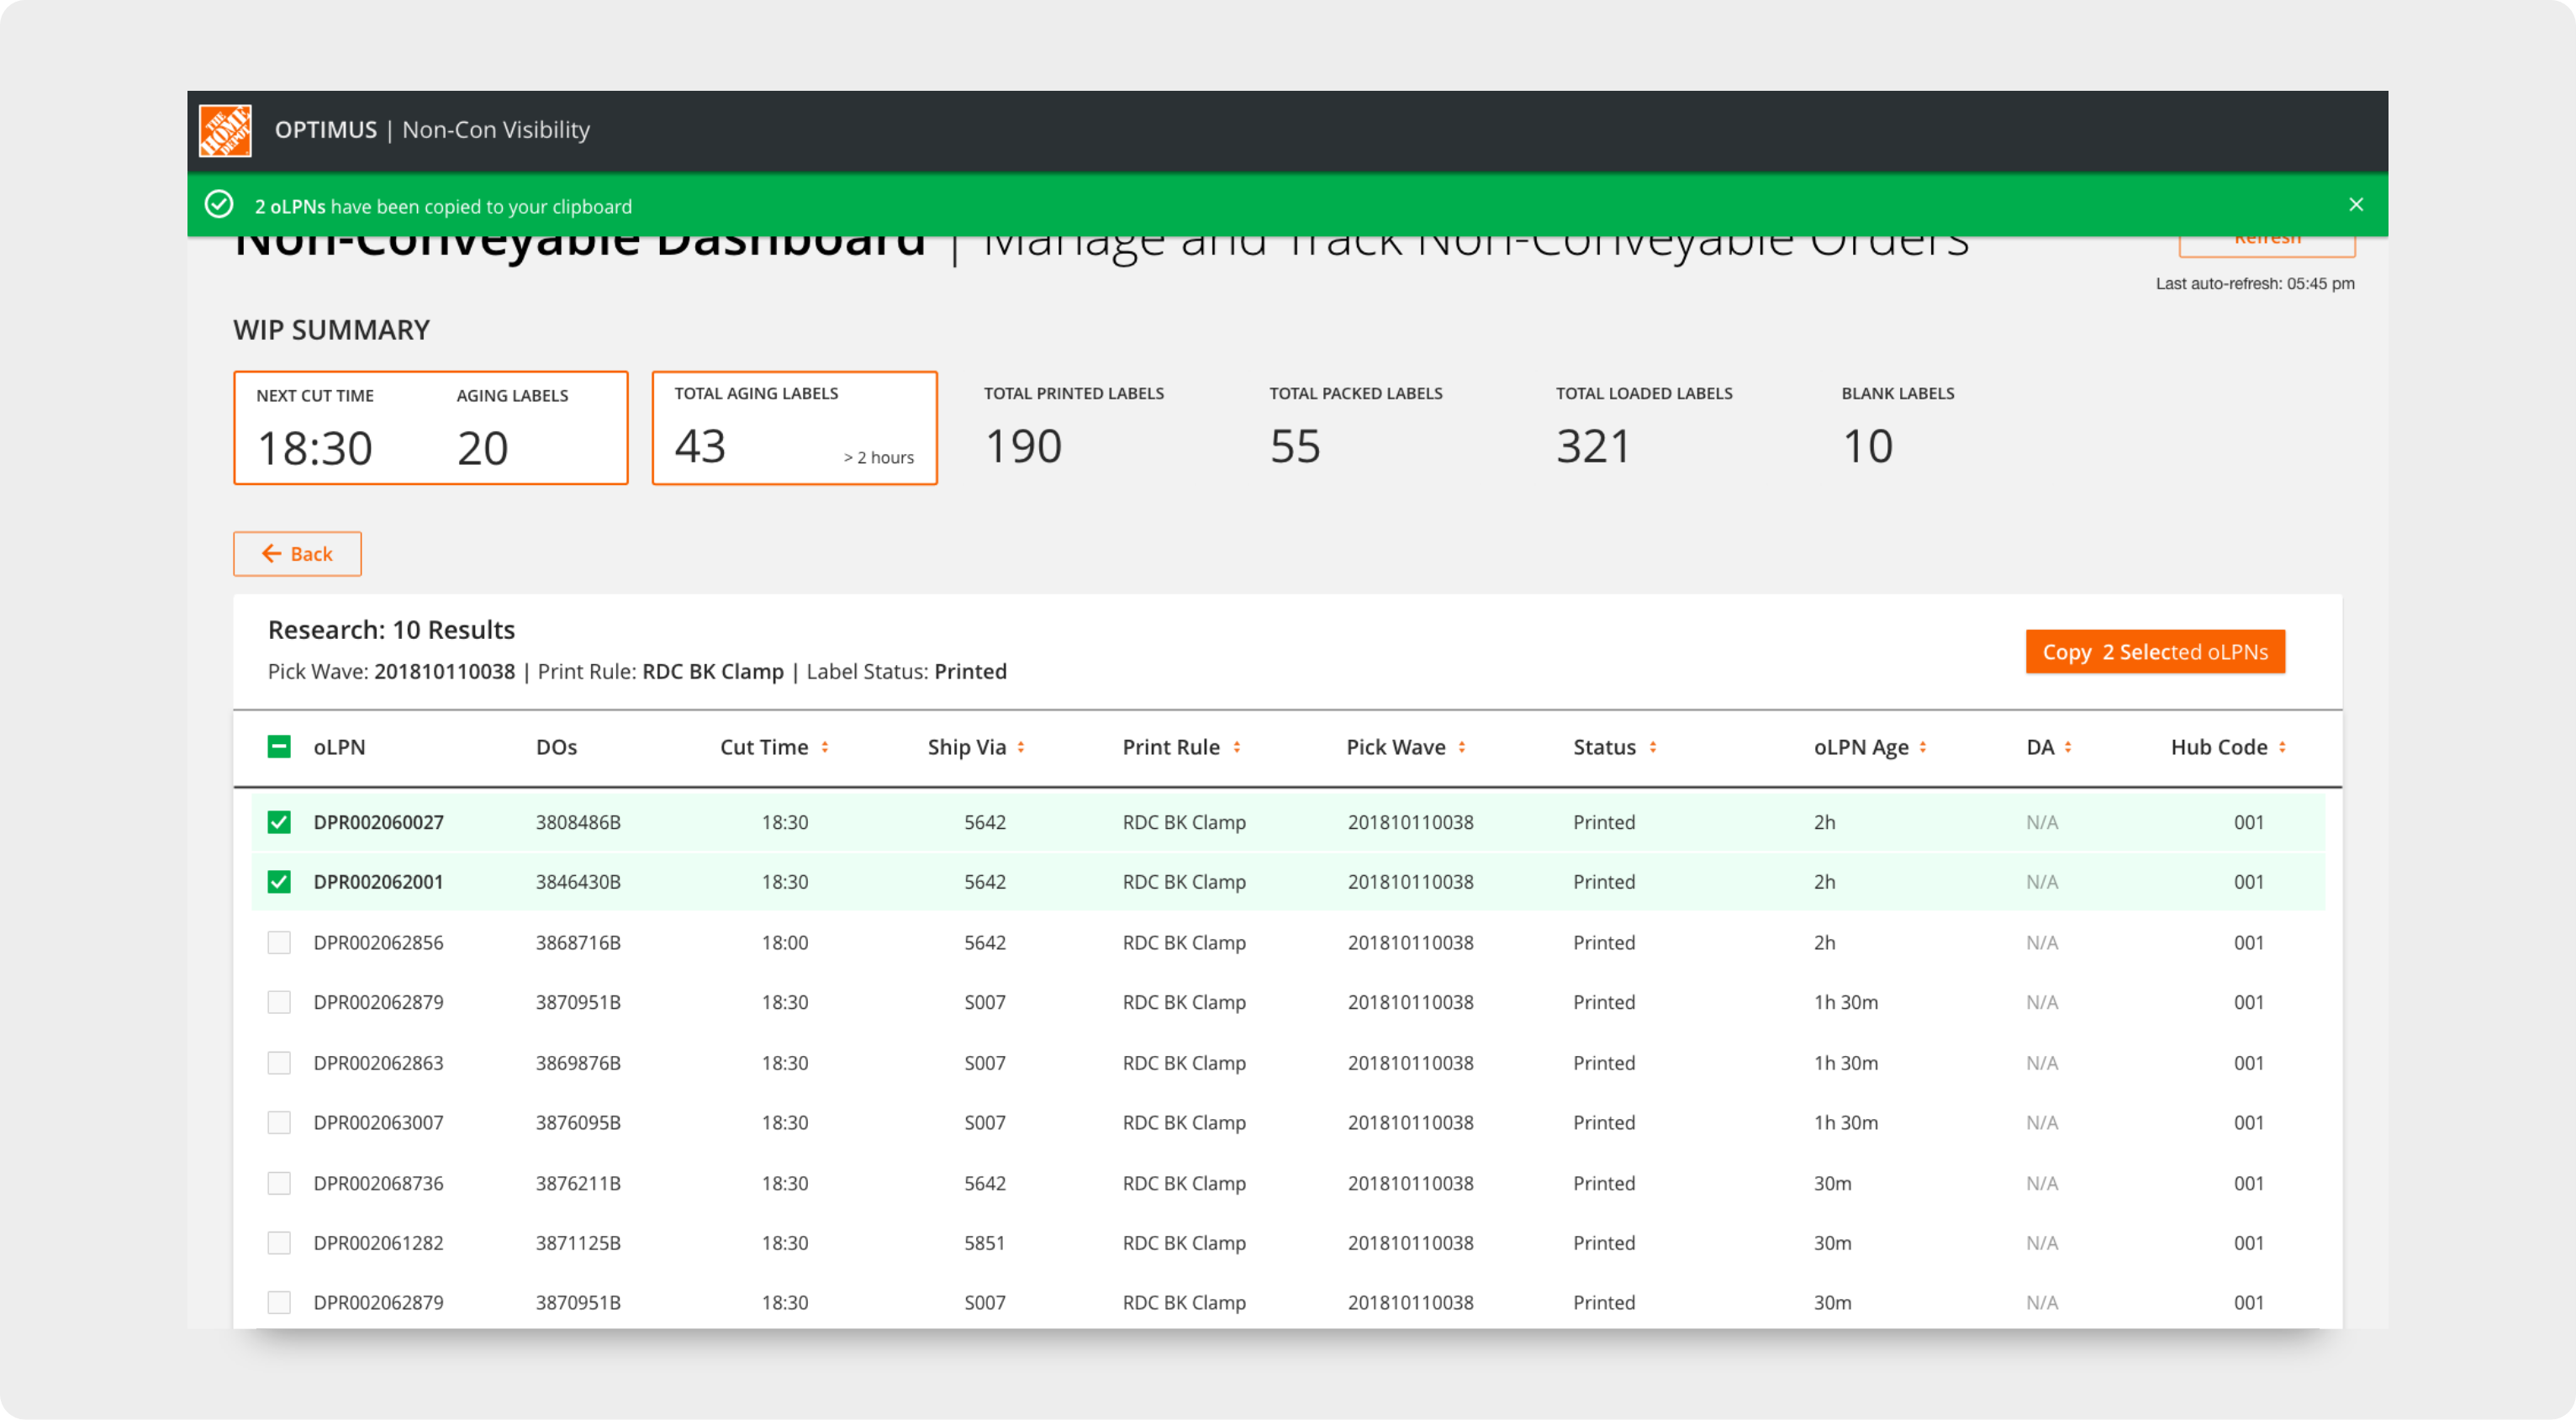 THE HOME DEPOT
OPTIMUS | Non-Con Visibility
2 oLPNs have been copied to your clipboard
Non-Conveyable Dashboard | Manage and Track Non-Conveyable Orders
Refresh
Last auto-refresh: 05:45 pm
WIP SUMMARY
NEXT CUT TIME AGING LABELS TOTAL AGING LABELS TOTAL PRINTED LABELS TOTAL PACKED LABELS TOTAL LOADED LABELS BLANK LABELS
18:30 20 43 > 2 hours 190 55 321 10
Back
Research: 10 Results
Pick Wave: 201810110038 | Print Rule: RDC BK Clamp | Label Status: Printed
Copy 2 Selected oLPNs
oLPN DOs Cut Time Ship Via Print Rule Pick Wave Status oLPN Age DA Hub Code
DPR002060027 3808486B 18:30 5642 RDC BK Clamp 201810110038 Printed 2h N/A 001
DPR002062001 3846430B 18:30 5642 RDC BK Clamp 201810110038 Printed 2h N/A 001
DPR002062856 3868716B 18:00 5642 RDC BK Clamp 201810110038 Printed 2h N/A 001
DPR002062879 3870951B 18:30 S007 RDC BK Clamp 201810110038 Printed 1h 30m N/A 001
DPR002062863 3869876B 18:30 S007 RDC BK Clamp 201810110038 Printed 1h 30m N/A 001
DPR002063007 3876095B 18:30 S007 RDC BK Clamp 201810110038 Printed 1h 30m N/A 001
DPR002068736 3876211B 18:30 5642 RDC BK Clamp 201810110038 Printed 30m N/A 001
DPR002061282 3871125B 18:30 5851 RDC BK Clamp 201810110038 Printed 30m N/A 001
DPR002062879 3870951B 18:30 S007 RDC BK Clamp 201810110038 Printed 30m N/A 001